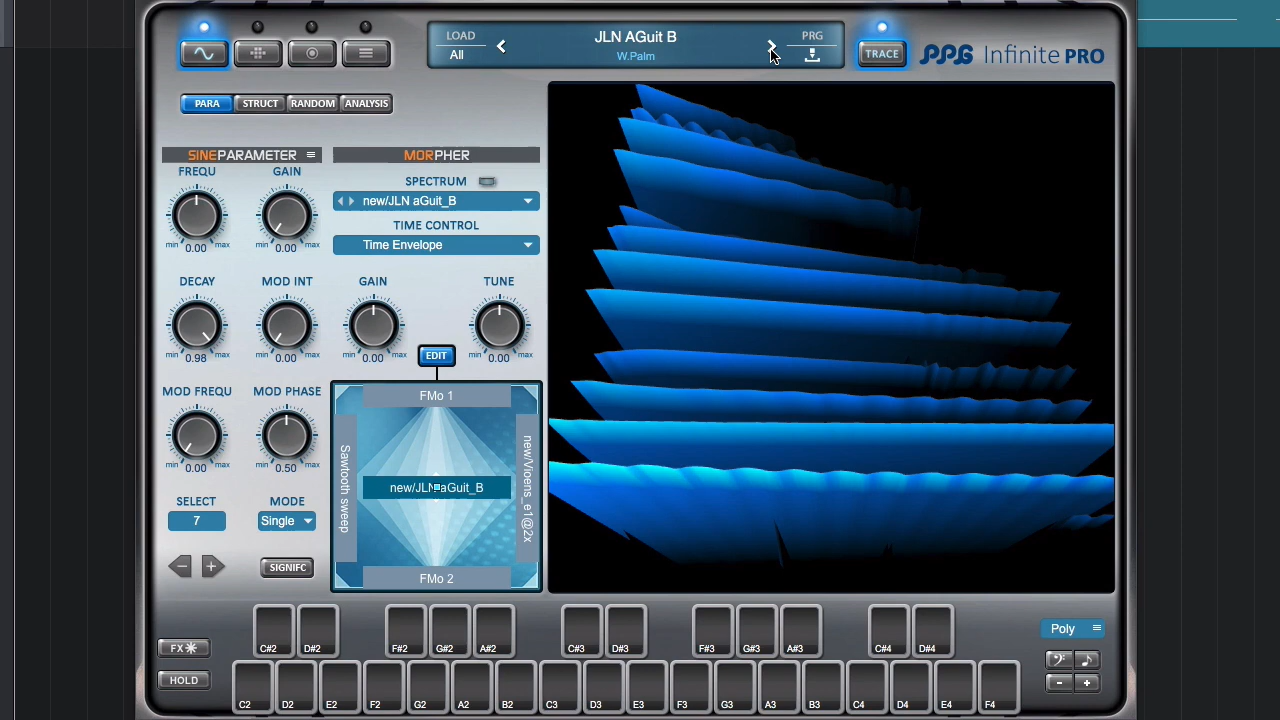 LOAD
All
JLN AGuit B
W.Palm
PRG
TRACE
PPG Infinite PRO
PARA STRUCT RANDOM ANALYSIS
SINEPARAMETER
MORPHER
FREQU GAIN
SPECTRUM
new/JLN aGuit_B
TIME CONTROL
Time Envelope
min 0.00 max
min 0.00 max
DECAY MOD INT GAIN TUNE
min 0.98 max
min 0.00 max
min 0.00 max
min 0.00 max
EDIT
MOD FREQU MOD PHASE
FMo 1
Sawtooth sweep
new/JLN aGuit_B
new/Vioens_e1@2x
FMo 2
min 0.00 max
min 0.50 max
SELECT MODE
7 Single
- +
SIGNIFC
FX
HOLD
C#2 D#2 F#2 G#2 A#2 C#3 D#3 F#3 G#3 A#3 C#4 D#4
C2 D2 E2 F2 G2 A2 B2 C3 D3 E3 F3 G3 A3 B3 C4 D4 E4 F4
Poly
- +